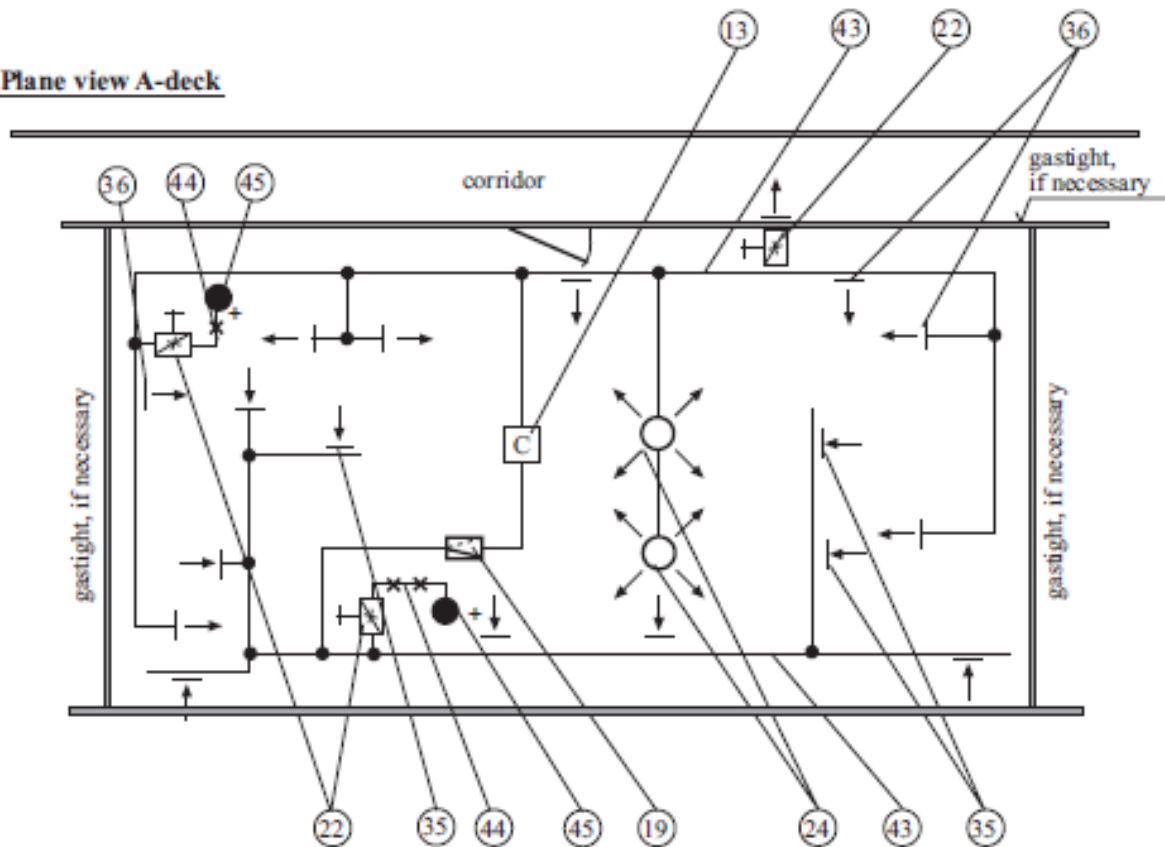 13 43 22 36
Plane view A-deck
gastight,
if necessary
corridor
36 44 45
+
C
gastight, if necessary
gastight, if necessary
+
22 35 44 45 19 24 43 35